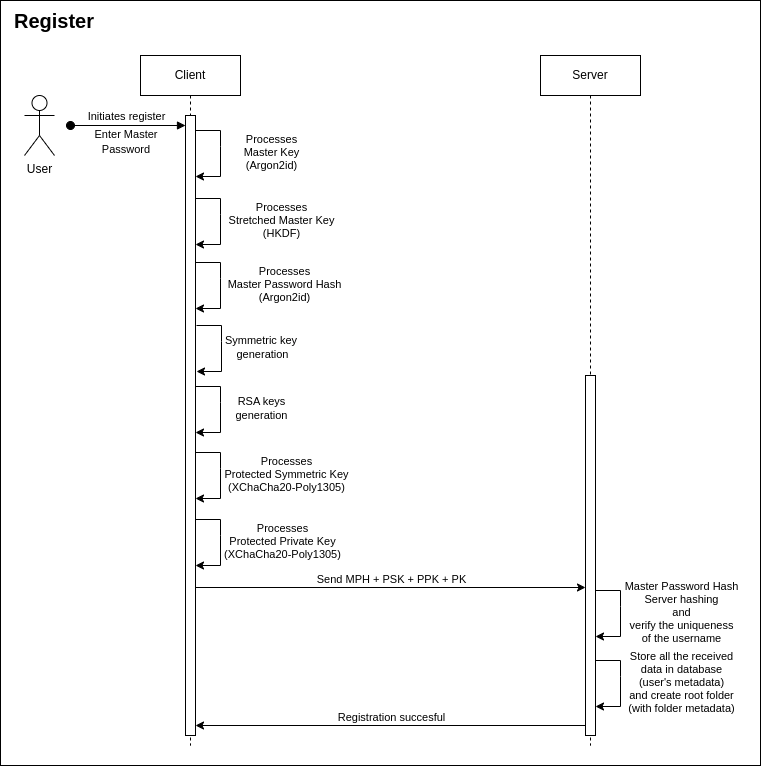 Register
Client
Server
User
Initiates register
Enter Master
Password
Processes
Master Key
(Argon2id)
Processes
Stretched Master Key
(HKDF)
Processes
Master Password Hash
(Argon2id)
Symmetric key
generation
RSA keys
generation
Processes
Protected Symmetric Key
(XChaCha20-Poly1305)
Processes
Protected Private Key
(XChaCha20-Poly1305)
Send MPH + PSK + PPK + PK
Master Password Hash
Server hashing
and
verify the uniqueness
of the username
Store all the received
data in database
(user's metadata)
and create root folder
(with folder metadata)
Registration succesful